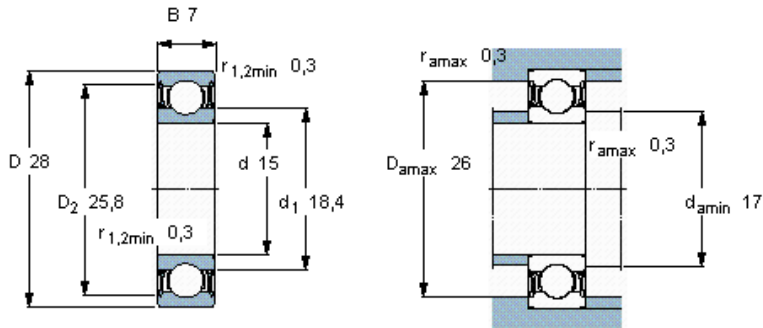 B 7
r1,2min 0,3
D 28
D2 25,8
d 15
d1 18,4
r1,2min 0,3
ramax 0,3
ramax 0,3
Damax 26
damin 17